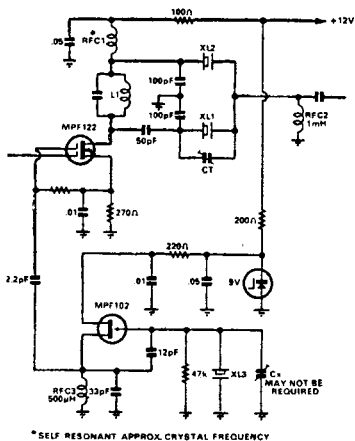 100Ω
+12V
.05
*
RFC1
XL2
L1
100pF
100pF
XL1
RFC2
1mH
MPF122
50pF
CT
.01
270Ω
200Ω
220Ω
2.2pF
.01
.05
9V
MPF102
12pF
RFC3
500µH
33pF
47k
XL3
Cx
MAY NOT BE
REQUIRED
*SELF RESONANT APPROX. CRYSTAL FREQUENCY